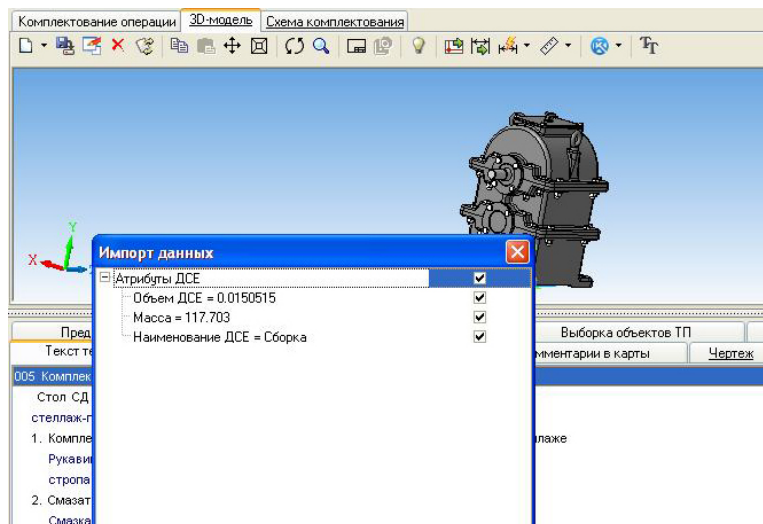 Комплектование операции 3D-модель Схема комплектования
Y
X
Импорт данных
Атрибуты ДСЕ
Объем ДСЕ = 0.0150515
Масса = 117.703
Наименование ДСЕ = Сборка
Пред Выборка объектов ТП
Текст те мментарии в карты Чертеж
005 Комплек
Стол СД
стеллаж-п
1. Компле лаже
Рукави
стропа
2. Смазат
Смазка